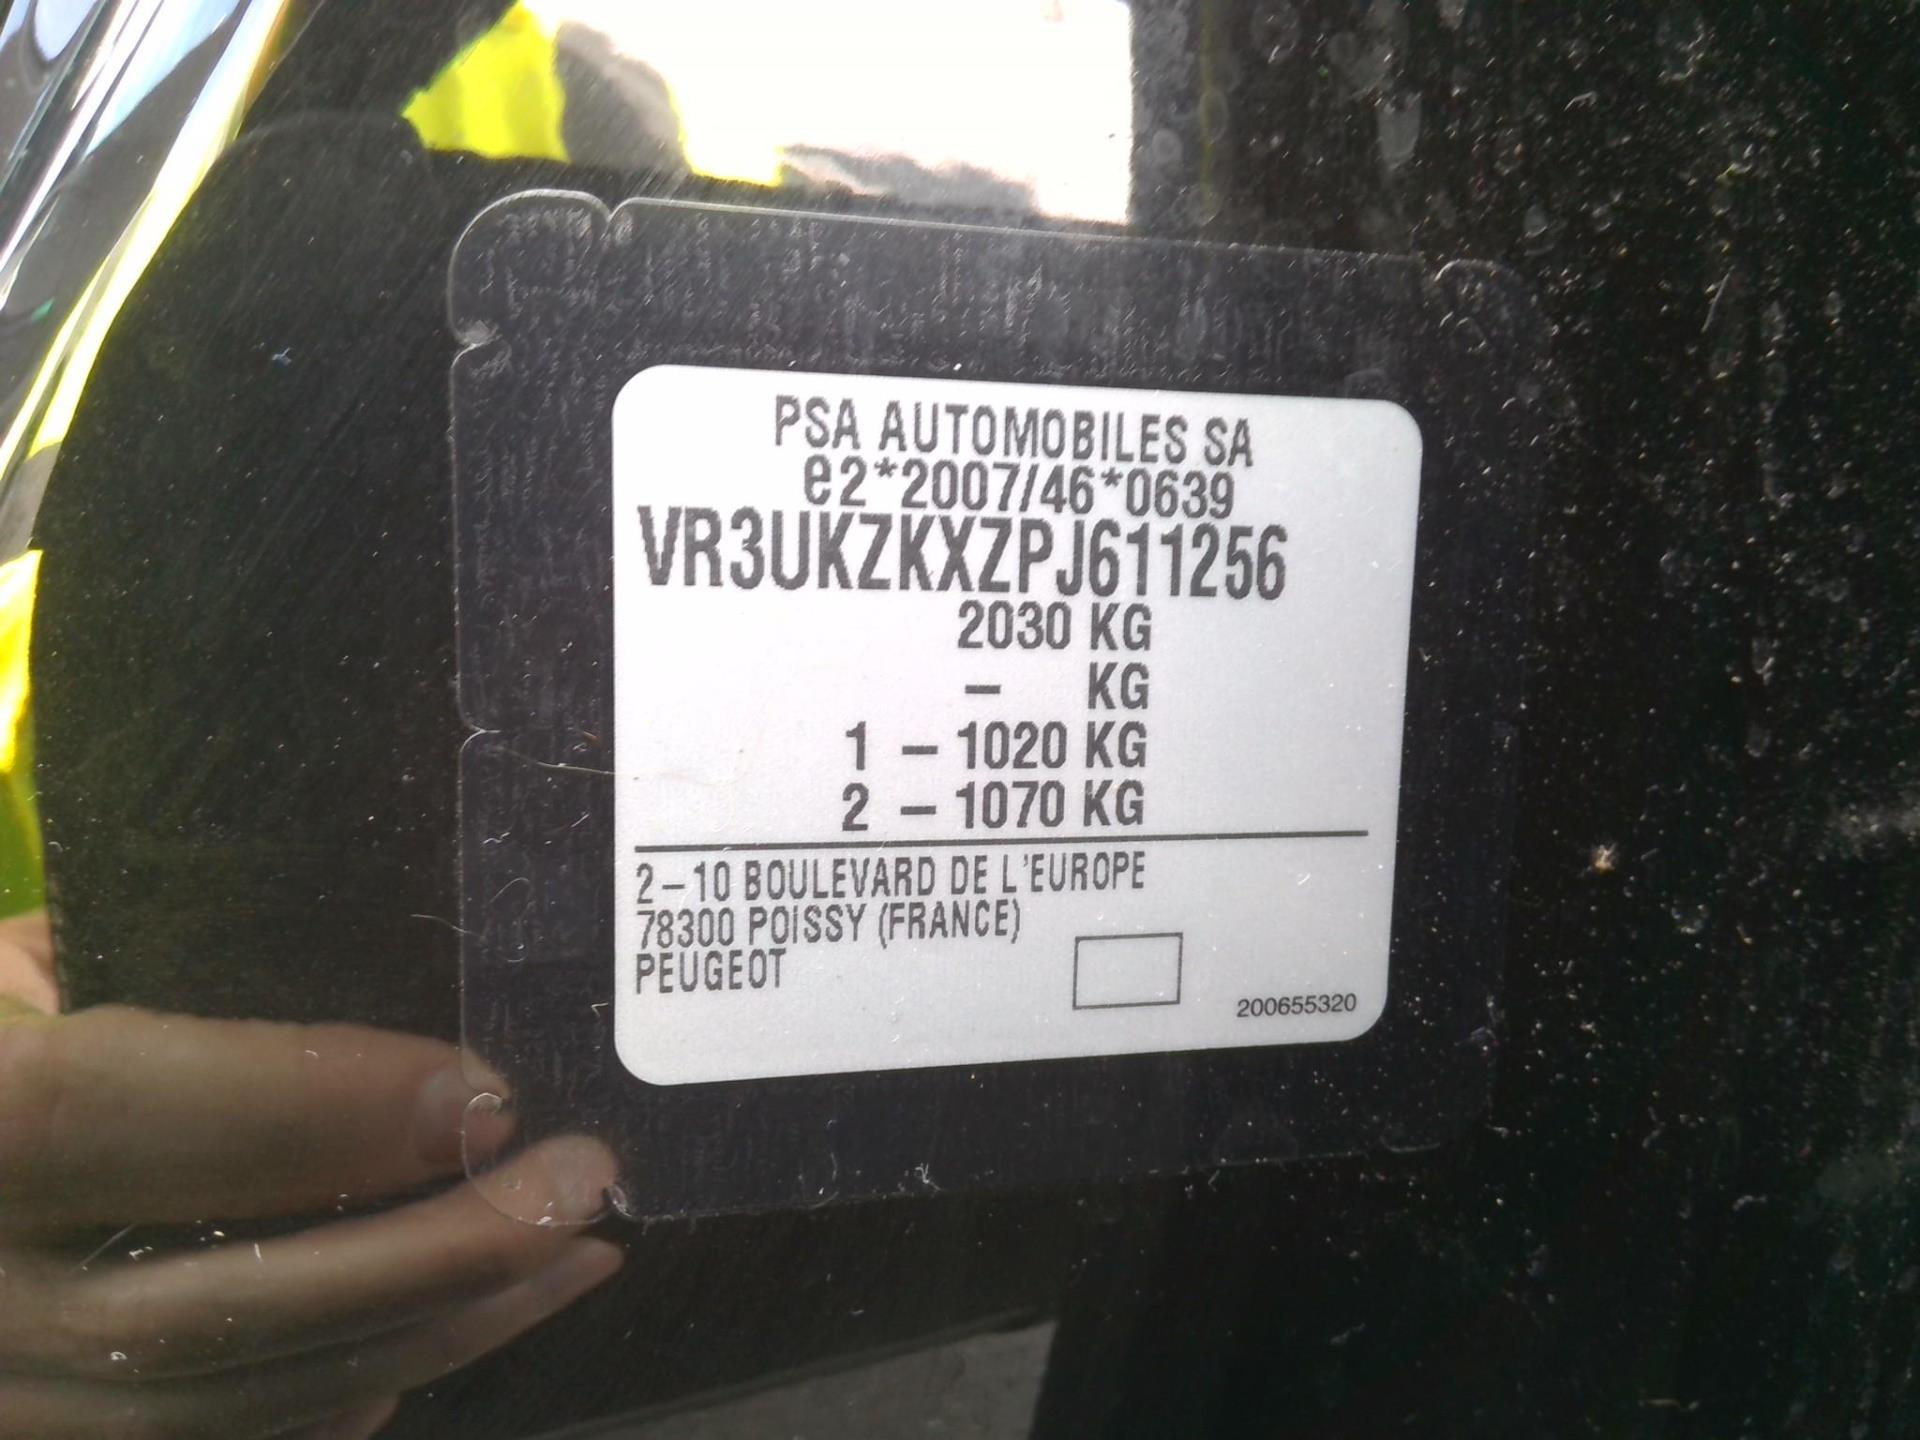 PSA AUTOMOBILES SA
e2*2007/46*0639
VR3UKZKXZPJ611256
2030 KG
- KG
1 - 1020 KG
2 - 1070 KG
2-10 BOULEVARD DE L'EUROPE
78300 POISSY (FRANCE)
PEUGEOT
200655320